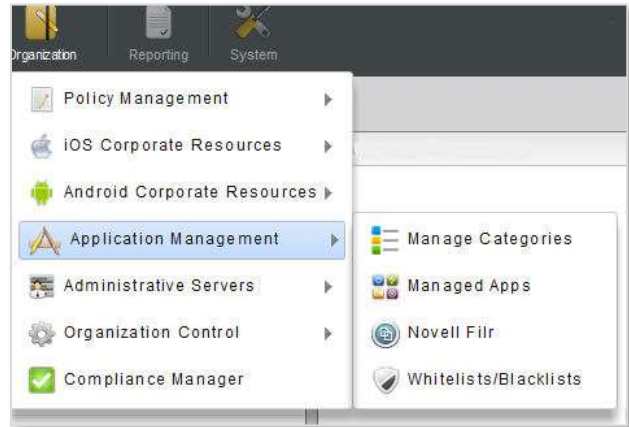 Organization
Reporting
System
Policy Management
iOS Corporate Resources
Android Corporate Resources
Application Management
Administrative Servers
Organization Control
Compliance Manager
Manage Categories
Managed Apps
Novell Filr
Whitelists/Blacklists